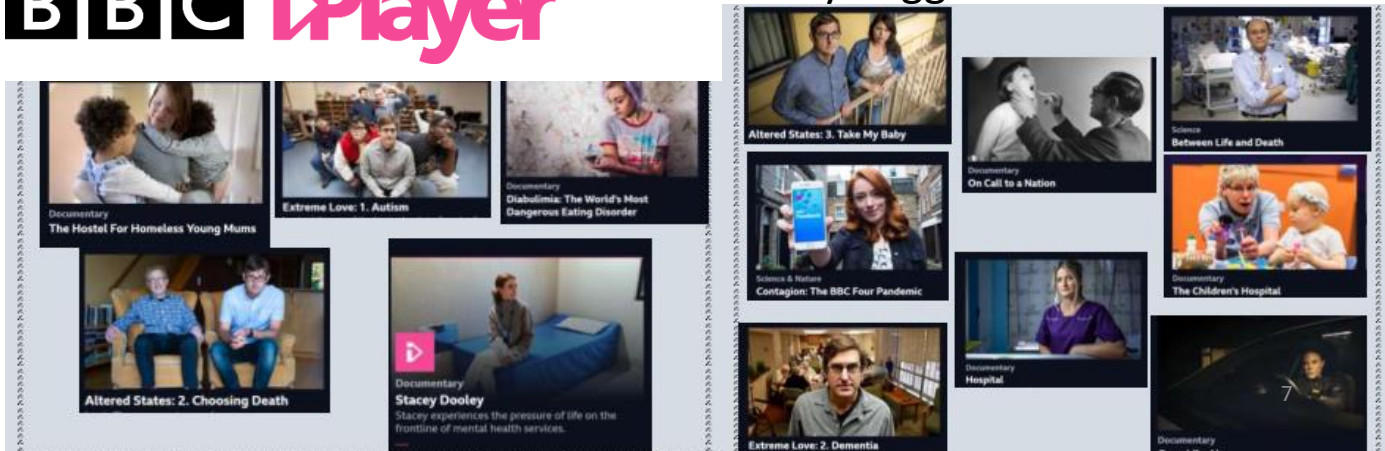 BBC iPlayer
Documentary
The Hostel For Homeless Young Mums
Extreme Love: 1. Autism
Documentary
Diabulimia: The World's Most
Dangerous Eating Disorder
Altered States: 2. Choosing Death
Documentary
Stacey Dooley
Stacey experiences the pressure of life on the
frontline of mental health services.
Altered States: 3. Take My Baby
Documentary
On Call to a Nation
Science
Between Life and Death
Science & Nature
Contagion: The BBC Four Pandemic
Documentary
The Children's Hospital
Documentary
Hospital
Extreme Love: 2. Dementia
7
Documentary